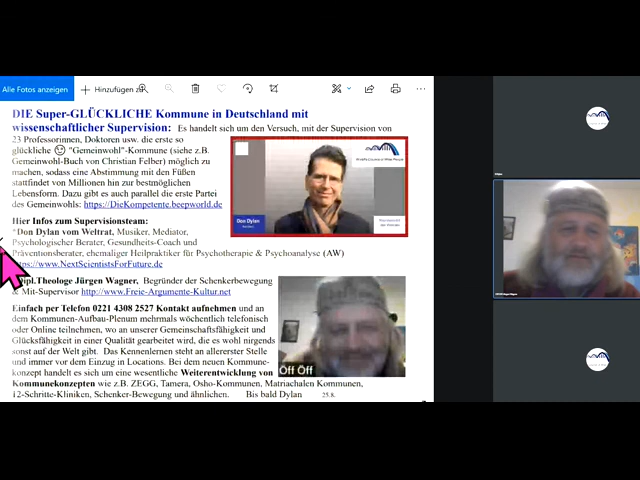 Alle Fotos anzeigen
Hinzufügen zu
DIE Super-GLÜCKLICHE Kommune in Deutschland mit
wissenschaftlicher Supervision: Es handelt sich um den Versuch, mit der Supervision von
23 Professorinnen, Doktoren usw. die erste so
glückliche "Gemeinwohl"-Kommune (siehe z.B.
Gemeinwohl-Buch von Christian Felber) möglich zu
machen, sodass eine Abstimmung mit den Füßen
stattfindet von Millionen hin zur bestmöglichen
Lebensform. Dazu gibt es auch parallel die erste Partei
des Gemeinwohls: https://DieKompetente.beepworld.de
Don Dylan
Hier Infos zum Supervisionsteam:
*Don Dylan vom Weltrat, Musiker, Mediator,
Psychologischer Berater, Gesundheits-Coach und
Präventionsberater, ehemaliger Heilpraktiker für Psychotherapie & Psychoanalyse (AW)
ttps://www.NextScientistsForFuture.de
Dipl.Theologe Jürgen Wagner, Begründer der Schenkerbewegung
& Mit-Supervisor http://www.Freie-Argumente-Kultur.net
Einfach per Telefon 0221 4308 2527 Kontakt aufnehmen und an
dem Kommunen-Aufbau-Plenum mehrmals wöchentlich telefonisch
oder Online teilnehmen, wo an unserer Gemeinschaftsfähigkeit und
Glücksfähigkeit in einer Qualität gearbeitet wird, die es wohl nirgends
sonst auf der Welt gibt. Das Kennenlernen steht an allererster Stelle
und immer vor dem Einzug in Locations. Bei dem neuen Kommune-
konzept handelt es sich um eine wesentliche Weiterentwicklung von
Kommunekonzepten wie z.B. ZEGG, Tamera, Osho-Kommunen, Matriachalen Kommunen,
12-Schritte-Kliniken, Schenker-Bewegung und ähnlichen. Bis bald Dylan 25.8.
Öff Öff